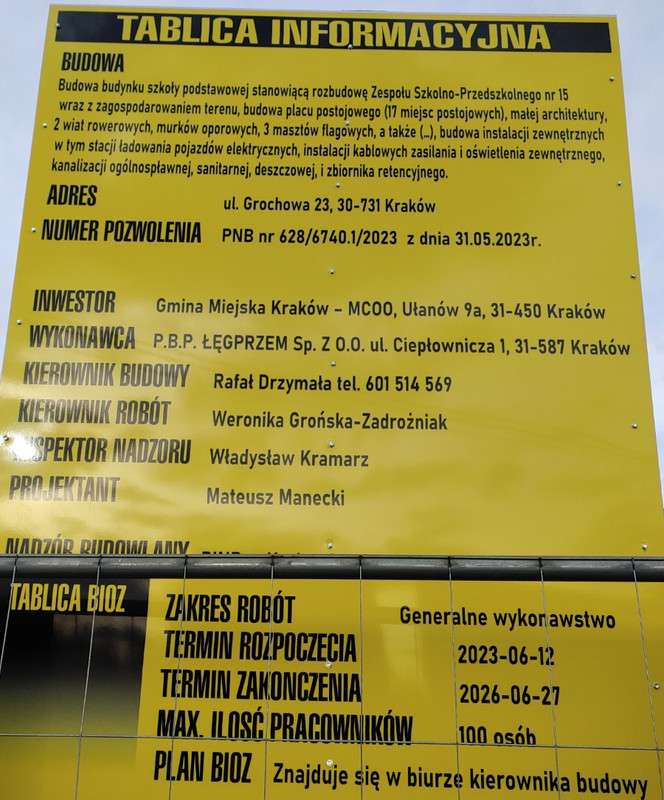 TABLICA INFORMACYJNA
BUDOWA
Budowa budynku szkoły podstawowej stanowiącą rozbudowę Zespołu Szkolno-Przedszkolnego nr 15
wraz z zagospodarowaniem terenu, budowa placu postojowego (17 miejsc postojowych), małej architektury,
2 wiat rowerowych, murków oporowych, 3 masztów flagowych, a także (...), budowa instalacji zewnętrznych
w tym stacji ładowania pojazdów elektrycznych, instalacji kablowych zasilania i oświetlenia zewnętrznego,
kanalizacji ogólnospławnej, sanitarnej, deszczowej, i zbiornika retencyjnego.
ADRES ul. Grochowa 23, 30-731 Kraków
NUMER POZWOLENIA PNB nr 628/6740.1/2023 z dnia 31.05.2023r.
INWESTOR Gmina Miejska Kraków – MCOO, Ułanów 9a, 31-450 Kraków
WYKONAWCA P.B.P. ŁĘGPRZEM Sp. Z O.O. ul. Ciepłownicza 1, 31-587 Kraków
KIEROWNIK BUDOWY Rafał Drzymała tel. 601 514 569
KIEROWNIK ROBÓT Weronika Grońska-Zadrożniak
INSPEKTOR NADZORU Władysław Kramarz
PROJEKTANT Mateusz Manecki
NADZÓR BUDOWLANY
TABLICA BIOZ
ZAKRES ROBÓT Generalne wykonawstwo
TERMIN ROZPOCZĘCIA 2023-06-12
TERMIN ZAKOŃCZENIA 2026-06-27
MAX. ILOŚĆ PRACOWNIKÓW 100 osób
PLAN BIOZ Znajduje się w biurze kierownika budowy